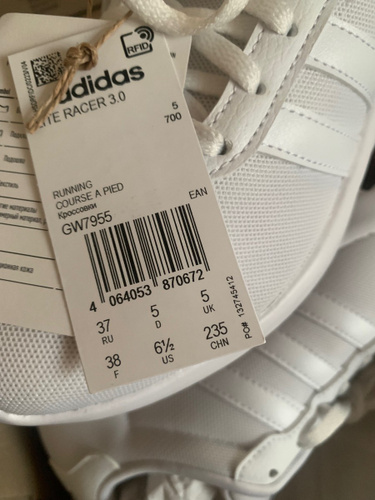 RFID
adidas
ITE RACER 3.0
5
700
RUNNING
COURSE A PIED
Кроссовки
EAN
GW7955
4 064053 870672
37 5 5 235
RU D UK CHN
38 6½
F US
PO# 132745412